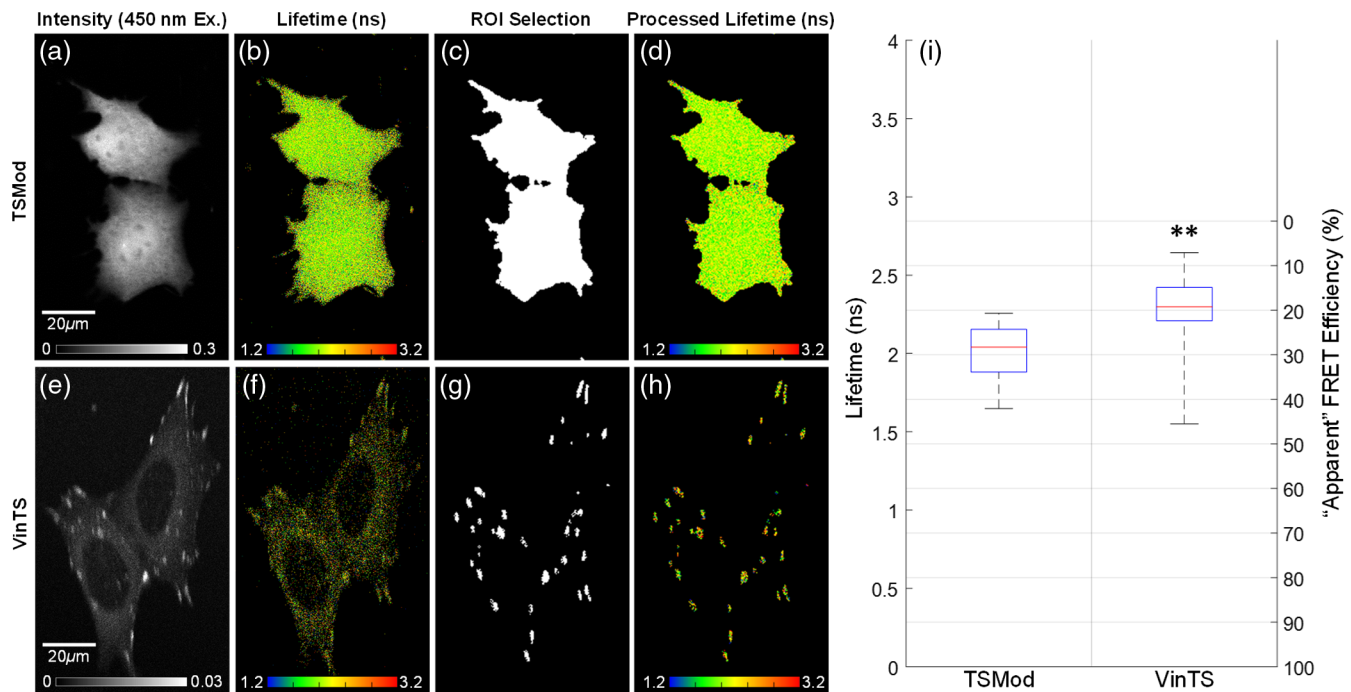 Intensity (450 nm Ex.) Lifetime (ns) ROI Selection Processed Lifetime (ns)
TSMod
(a) (b) (c) (d)
20µm
0 0.3 1.2 3.2 1.2 3.2
VinTS
(e) (f) (g) (h)
20µm
0 0.03 1.2 3.2 1.2 3.2
(i)
Lifetime (ns)
4
3.5
3
2.5
2
1.5
1
0.5
0
**
0
10
20
30
40
50
60
70
80
90
100
"Apparent" FRET Efficiency (%)
TSMod VinTS